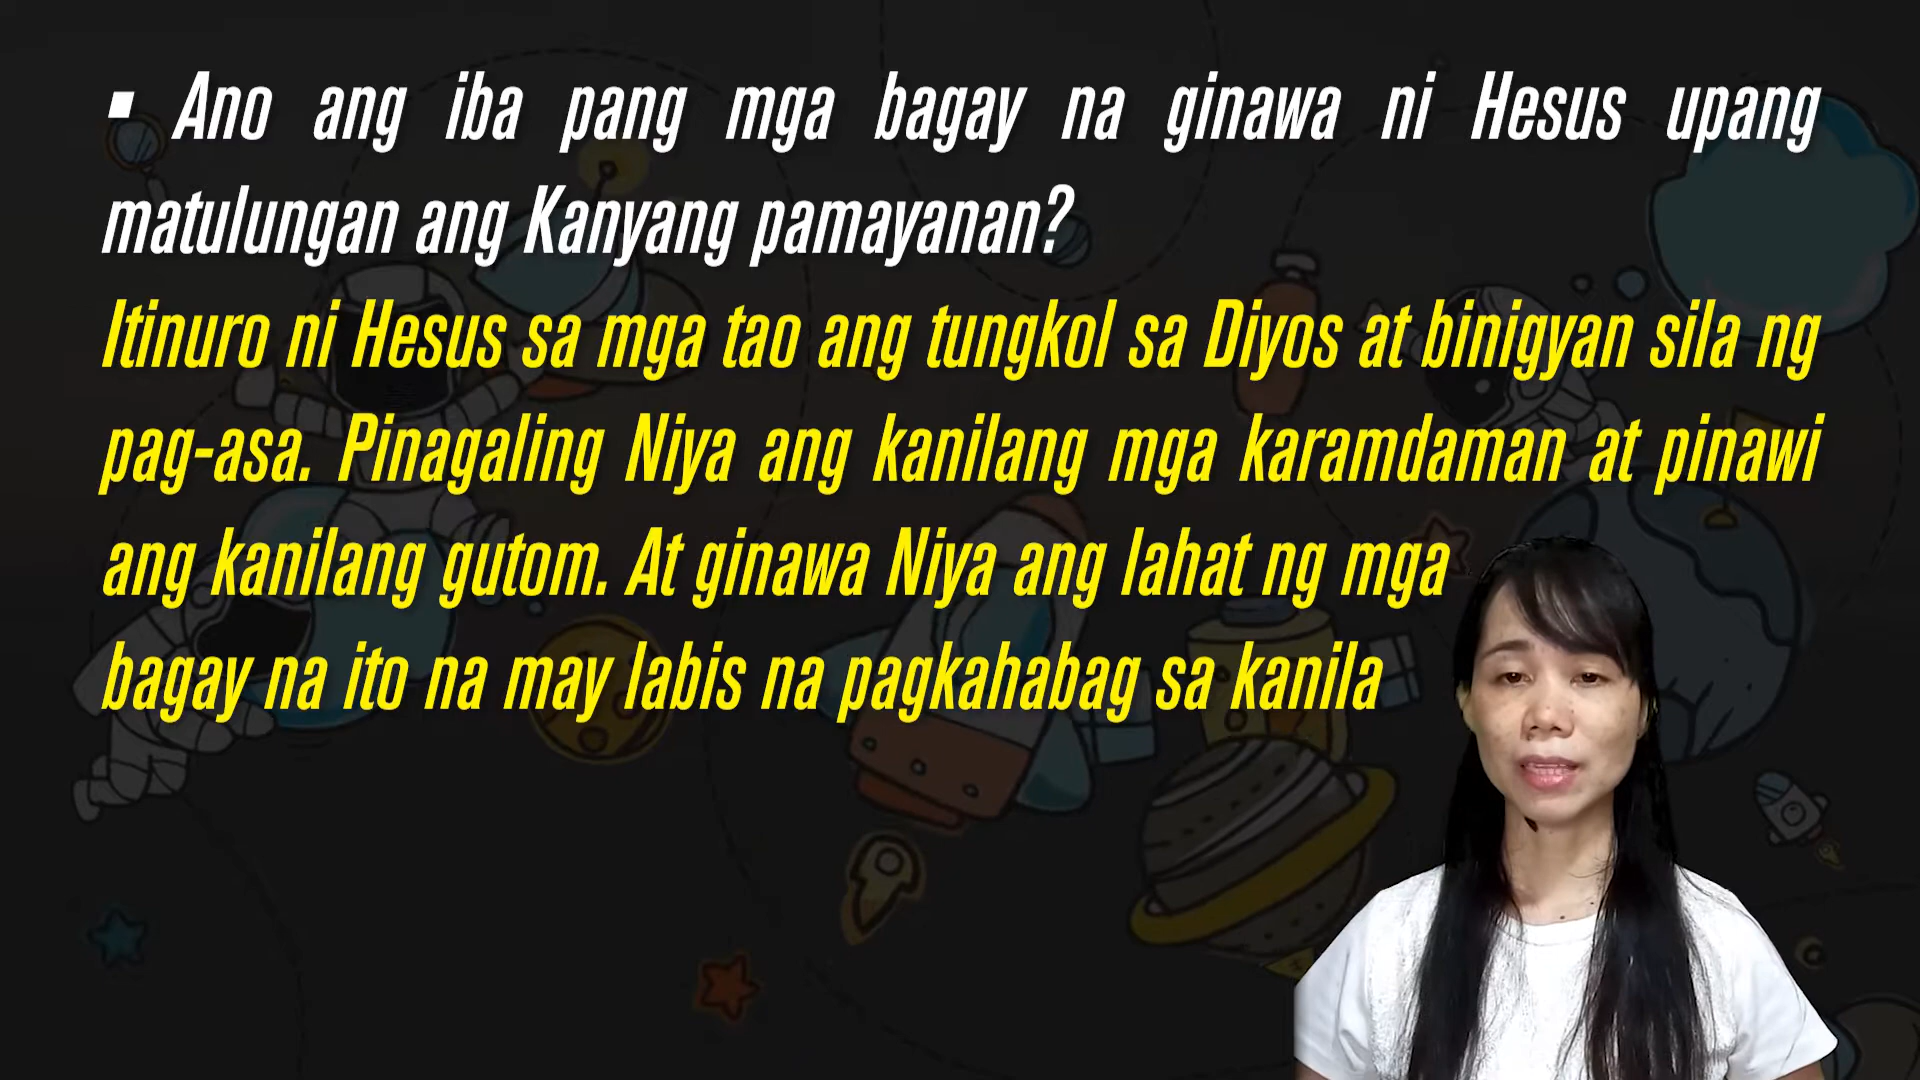 ▪ Ano ang iba pang mga bagay na ginawa ni Hesus upang
matulungan ang Kanyang pamayanan?
Itinuro ni Hesus sa mga tao ang tungkol sa Diyos at binigyan sila ng
pag-asa. Pinagaling Niya ang kanilang mga karamdaman at pinawi
ang kanilang gutom. At ginawa Niya ang lahat ng mga
bagay na ito na may labis na pagkahabag sa kanila